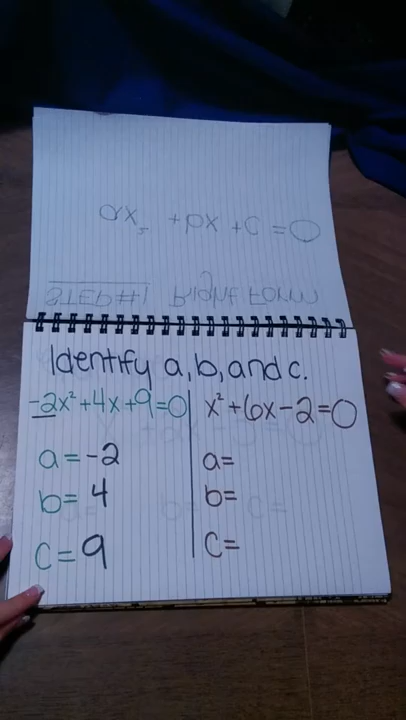 ax² + bx + c = 0
STEP #1 Right Form
Identify a, b, and c.
-2x² + 4x + 9 = 0
a = -2
b = 4
c = 9
x² + 6x - 2 = 0
a =
b =
c =